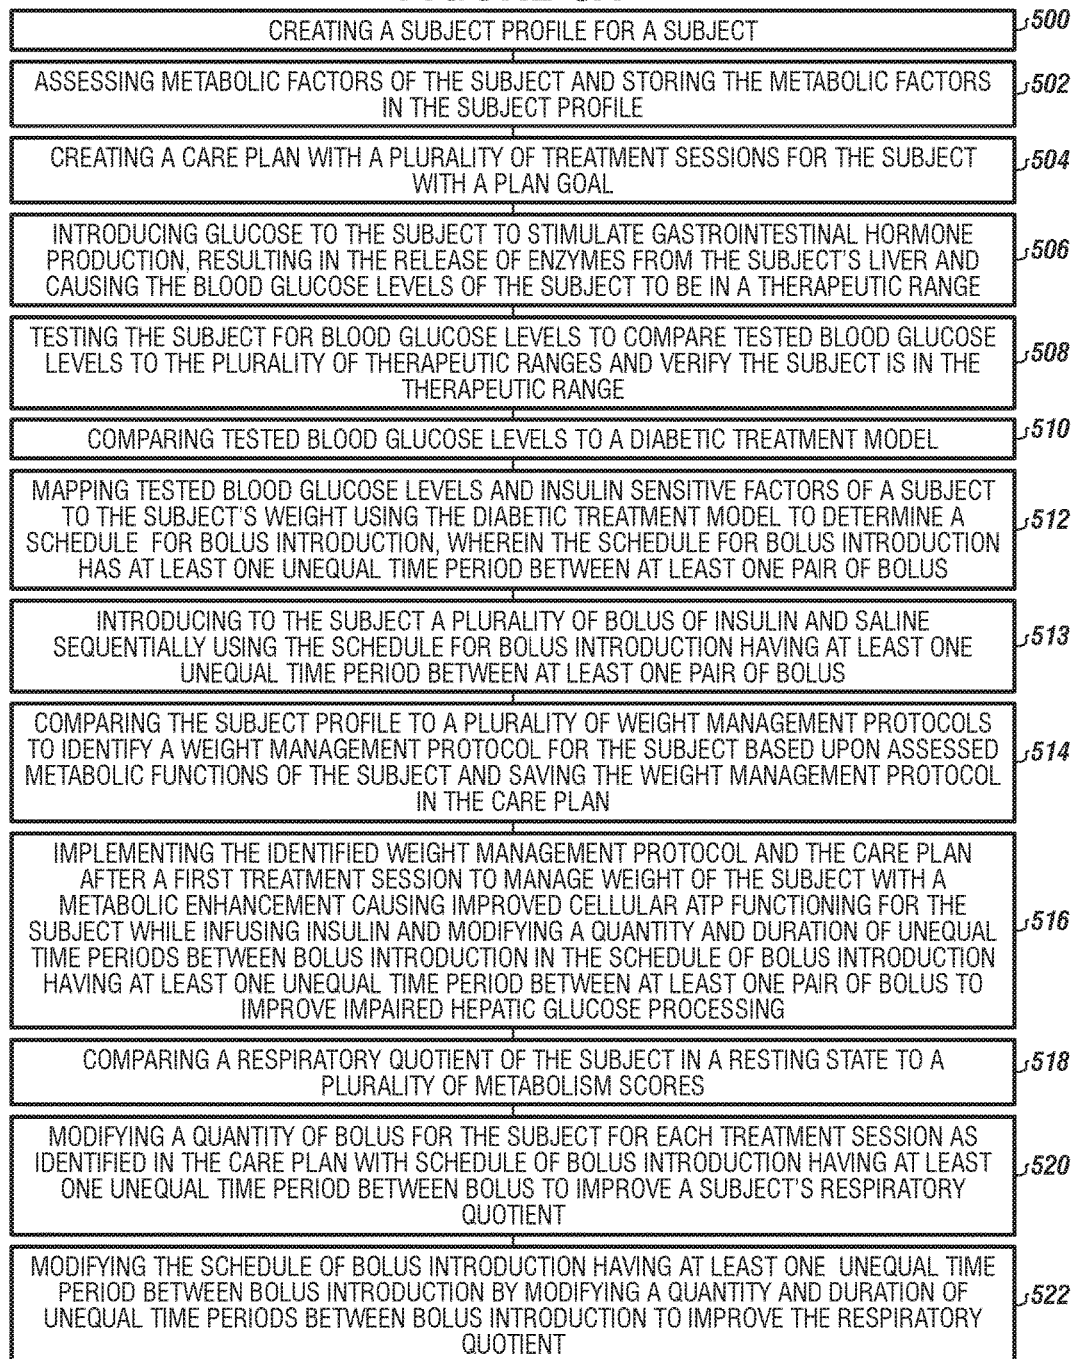 CREATING A SUBJECT PROFILE FOR A SUBJECT
500
ASSESSING METABOLIC FACTORS OF THE SUBJECT AND STORING THE METABOLIC FACTORS
IN THE SUBJECT PROFILE
502
CREATING A CARE PLAN WITH A PLURALITY OF TREATMENT SESSIONS FOR THE SUBJECT
WITH A PLAN GOAL
504
INTRODUCING GLUCOSE TO THE SUBJECT TO STIMULATE GASTROINTESTINAL HORMONE
PRODUCTION, RESULTING IN THE RELEASE OF ENZYMES FROM THE SUBJECT'S LIVER AND
CAUSING THE BLOOD GLUCOSE LEVELS OF THE SUBJECT TO BE IN A THERAPEUTIC RANGE
506
TESTING THE SUBJECT FOR BLOOD GLUCOSE LEVELS TO COMPARE TESTED BLOOD GLUCOSE
LEVELS TO THE PLURALITY OF THERAPEUTIC RANGES AND VERIFY THE SUBJECT IS IN THE
THERAPEUTIC RANGE
508
COMPARING TESTED BLOOD GLUCOSE LEVELS TO A DIABETIC TREATMENT MODEL
510
MAPPING TESTED BLOOD GLUCOSE LEVELS AND INSULIN SENSITIVE FACTORS OF A SUBJECT
TO THE SUBJECT'S WEIGHT USING THE DIABETIC TREATMENT MODEL TO DETERMINE A
SCHEDULE FOR BOLUS INTRODUCTION, WHEREIN THE SCHEDULE FOR BOLUS INTRODUCTION
HAS AT LEAST ONE UNEQUAL TIME PERIOD BETWEEN AT LEAST ONE PAIR OF BOLUS
512
INTRODUCING TO THE SUBJECT A PLURALITY OF BOLUS OF INSULIN AND SALINE
SEQUENTIALLY USING THE SCHEDULE FOR BOLUS INTRODUCTION HAVING AT LEAST ONE
UNEQUAL TIME PERIOD BETWEEN AT LEAST ONE PAIR OF BOLUS
513
COMPARING THE SUBJECT PROFILE TO A PLURALITY OF WEIGHT MANAGEMENT PROTOCOLS
TO IDENTIFY A WEIGHT MANAGEMENT PROTOCOL FOR THE SUBJECT BASED UPON ASSESSED
METABOLIC FUNCTIONS OF THE SUBJECT AND SAVING THE WEIGHT MANAGEMENT PROTOCOL
IN THE CARE PLAN
514
IMPLEMENTING THE IDENTIFIED WEIGHT MANAGEMENT PROTOCOL AND THE CARE PLAN
AFTER A FIRST TREATMENT SESSION TO MANAGE WEIGHT OF THE SUBJECT WITH A
METABOLIC ENHANCEMENT CAUSING IMPROVED CELLULAR ATP FUNCTIONING FOR THE
SUBJECT WHILE INFUSING INSULIN AND MODIFYING A QUANTITY AND DURATION OF UNEQUAL
TIME PERIODS BETWEEN BOLUS INTRODUCTION IN THE SCHEDULE OF BOLUS INTRODUCTION
HAVING AT LEAST ONE UNEQUAL TIME PERIOD BETWEEN AT LEAST ONE PAIR OF BOLUS TO
IMPROVE IMPAIRED HEPATIC GLUCOSE PROCESSING
516
COMPARING A RESPIRATORY QUOTIENT OF THE SUBJECT IN A RESTING STATE TO A
PLURALITY OF METABOLISM SCORES
518
MODIFYING A QUANTITY OF BOLUS FOR THE SUBJECT FOR EACH TREATMENT SESSION AS
IDENTIFIED IN THE CARE PLAN WITH SCHEDULE OF BOLUS INTRODUCTION HAVING AT LEAST
ONE UNEQUAL TIME PERIOD BETWEEN BOLUS TO IMPROVE A SUBJECT'S RESPIRATORY
QUOTIENT
520
MODIFYING THE SCHEDULE OF BOLUS INTRODUCTION HAVING AT LEAST ONE UNEQUAL TIME
PERIOD BETWEEN BOLUS INTRODUCTION BY MODIFYING A QUANTITY AND DURATION OF
UNEQUAL TIME PERIODS BETWEEN BOLUS INTRODUCTION TO IMPROVE THE RESPIRATORY
QUOTIENT
522